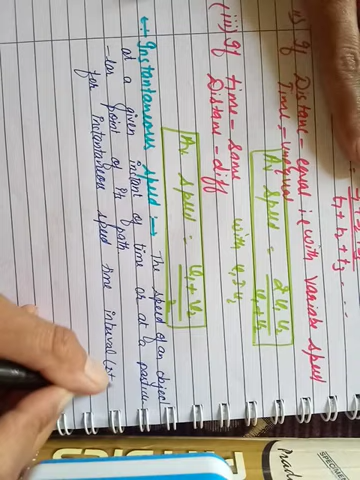 t₁ + t₂ + t₃ ...
ii) If Distance = equal i.e with variable speed
Time = unequal
Av speed = 2 v₁ v₂
v₁ + v₂
(iii) If time = same with v₁ & v₂
Distance = diff
Av speed = v₁ + v₂
2
Instantaneous speed → The speed of an object
at a given instant of time or at a particu
-lar point of its path
for instantaneous speed time interval
SPECIMEN
Prad